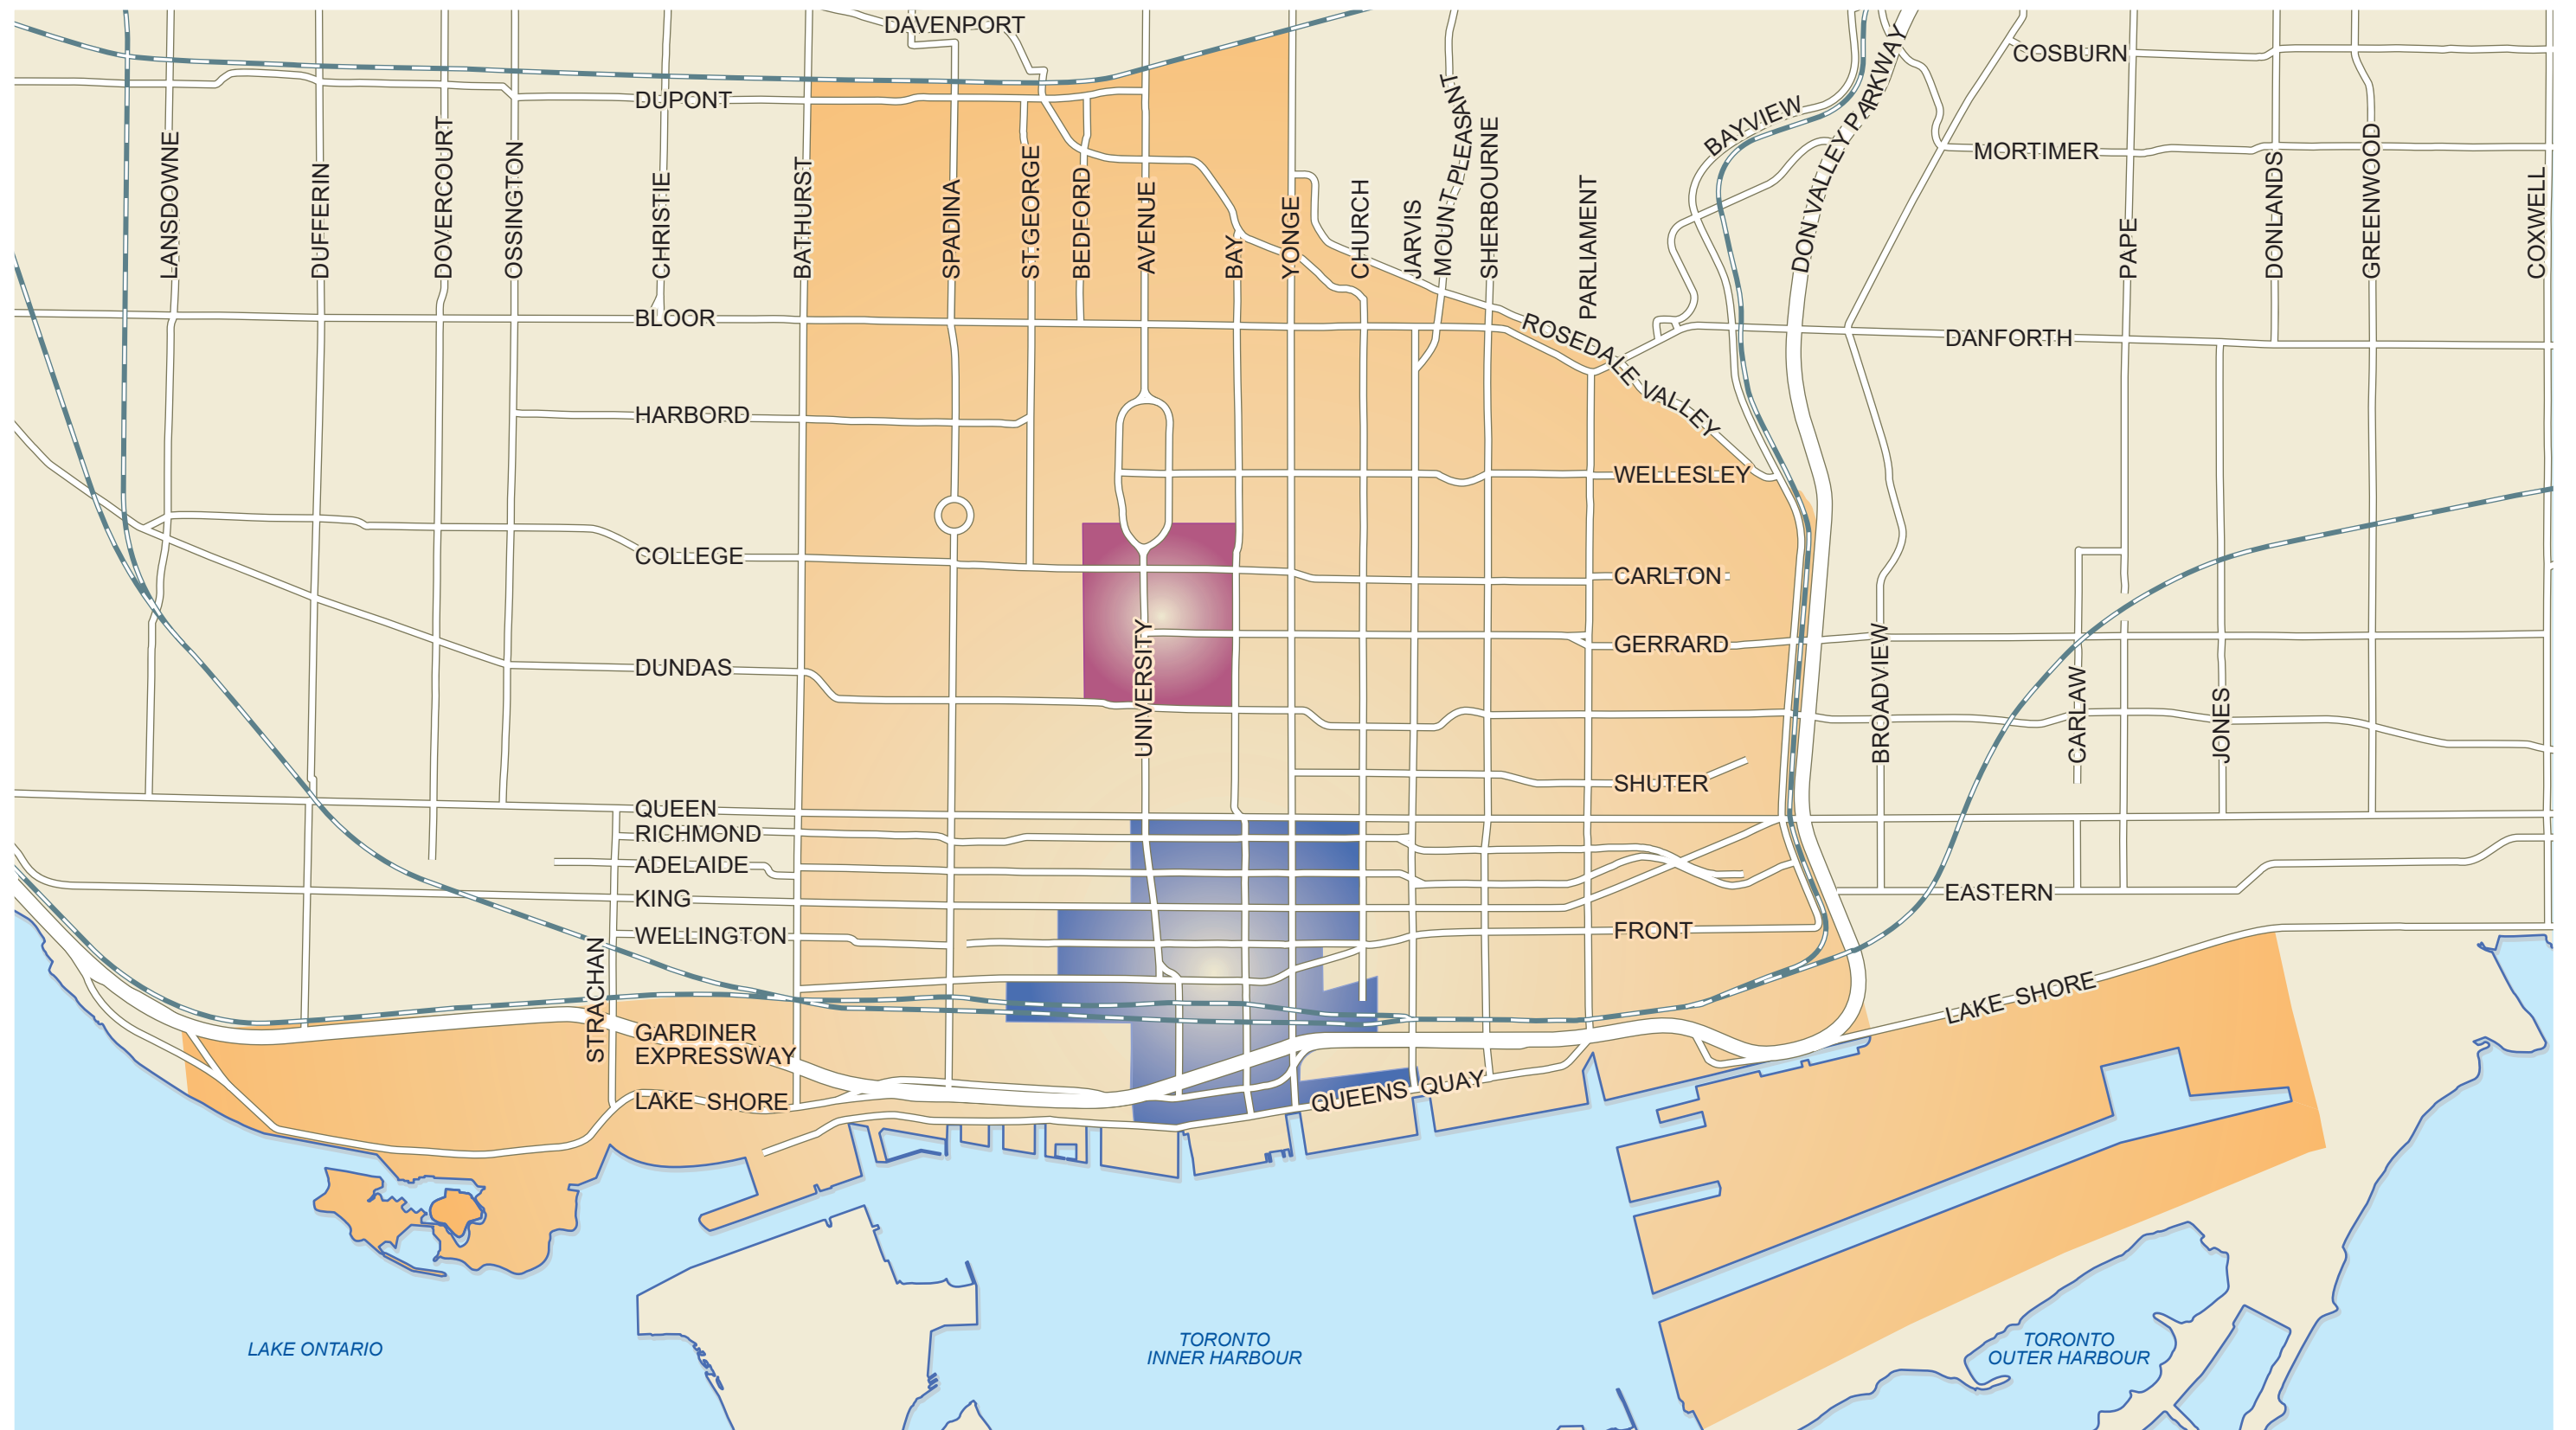 DAVENPORT
COSBURN
DUPONT
MORTIMER
BAYVIEW
DON VALLEY PARKWAY
LANSDOWNE
DUFFERIN
DOVERCOURT
OSSINGTON
CHRISTIE
BATHURST
SPADINA
ST.GEORGE
BEDFORD
AVENUE
BAY
YONGE
CHURCH
JARVIS
MOUNT PLEASANT
SHERBOURNE
PARLIAMENT
PAPE
DONLANDS
GREENWOOD
COXWELL
BLOOR
ROSEDALE VALLEY
DANFORTH
HARBORD
WELLESLEY
COLLEGE
CARLTON
GERRARD
DUNDAS
UNIVERSITY
BROADVIEW
CARLAW
JONES
SHUTER
QUEEN
RICHMOND
ADELAIDE
KING
EASTERN
WELLINGTON
FRONT
STRACHAN
GARDINER
EXPRESSWAY
LAKE SHORE
LAKE SHORE
QUEENS QUAY
LAKE ONTARIO
TORONTO
INNER HARBOUR
TORONTO
OUTER HARBOUR